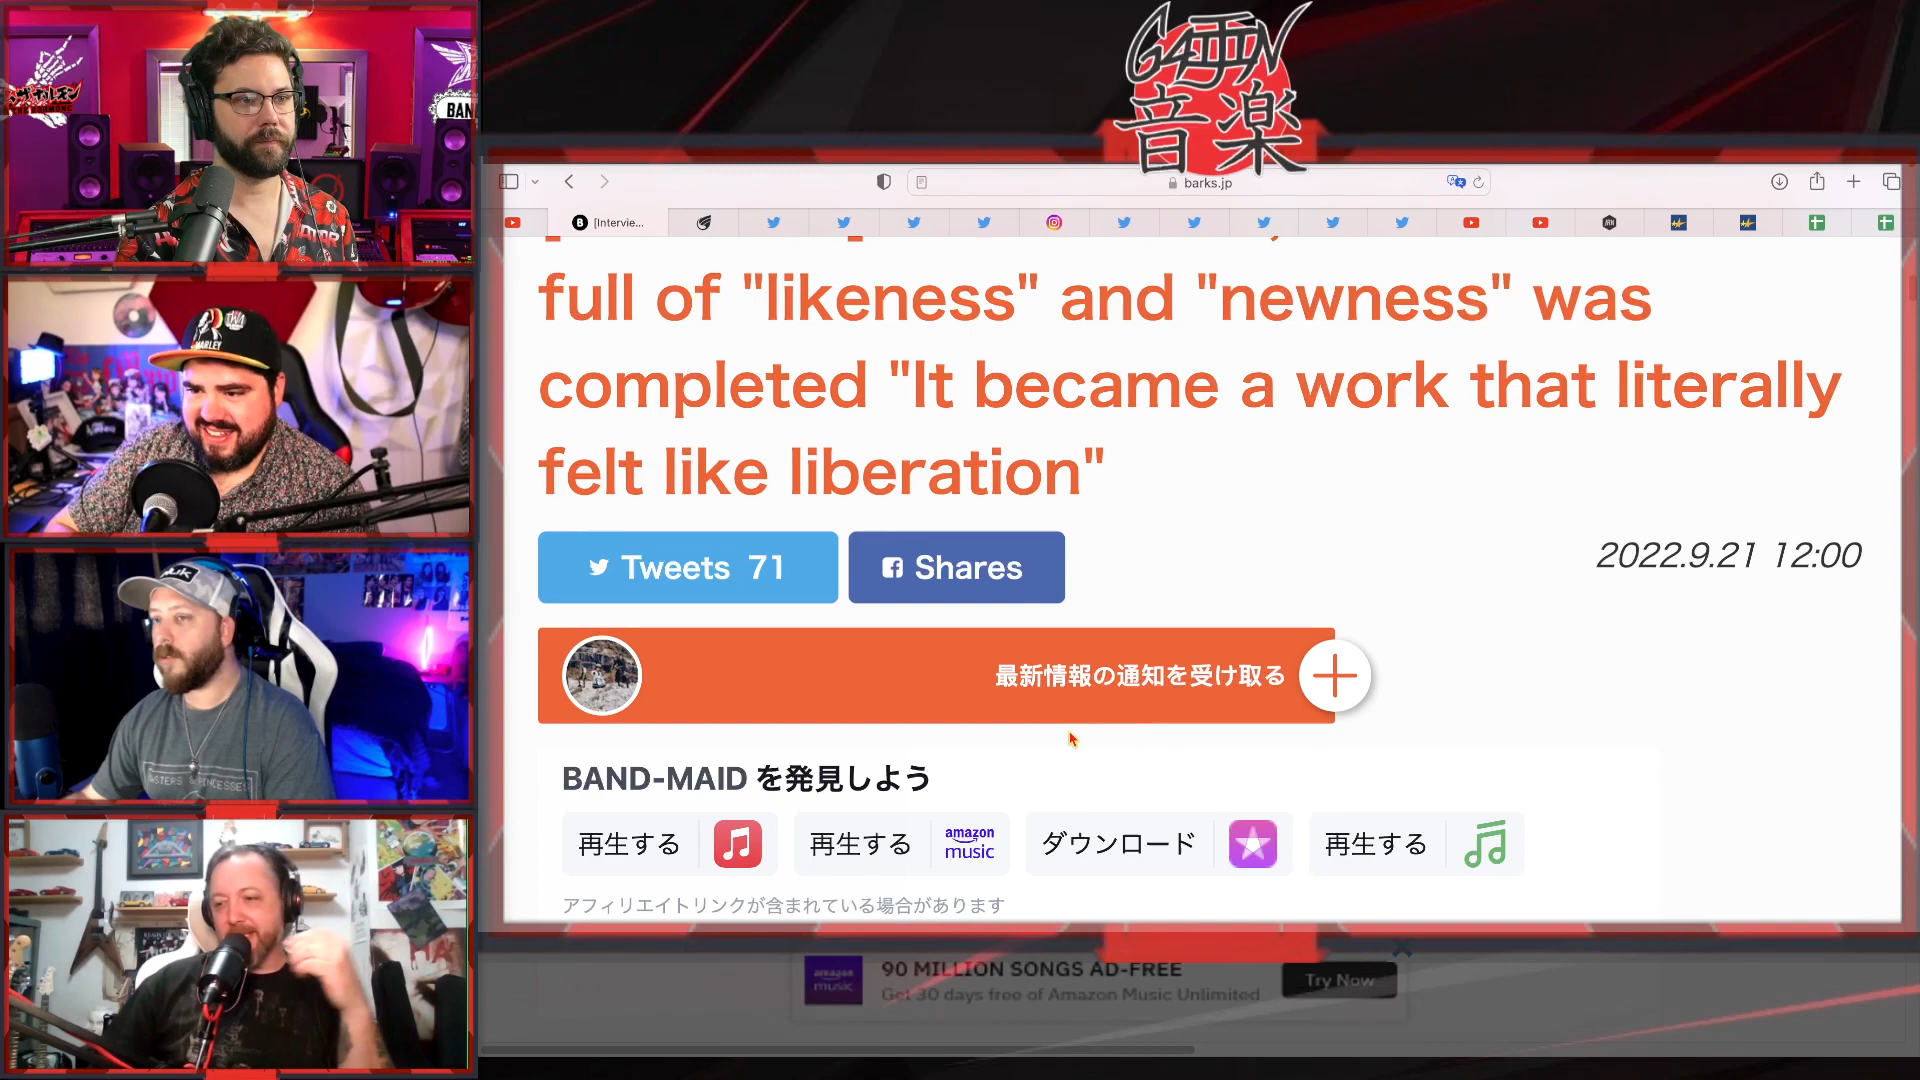 GAIJIN
音楽
barks.jp
[Intervie...
full of "likeness" and "newness" was
completed "It became a work that literally
felt like liberation"
Tweets 71
Shares
2022.9.21 12:00
最新情報の通知を受け取る
BAND-MAID を発見しよう
再生する
再生する
amazon
music
ダウンロード
再生する
アフィリエイトリンクが含まれている場合があります
amazon
music
90 MILLION SONGS AD-FREE
Get 30 days free of Amazon Music Unlimited
Try Now
BAND
MARLEY